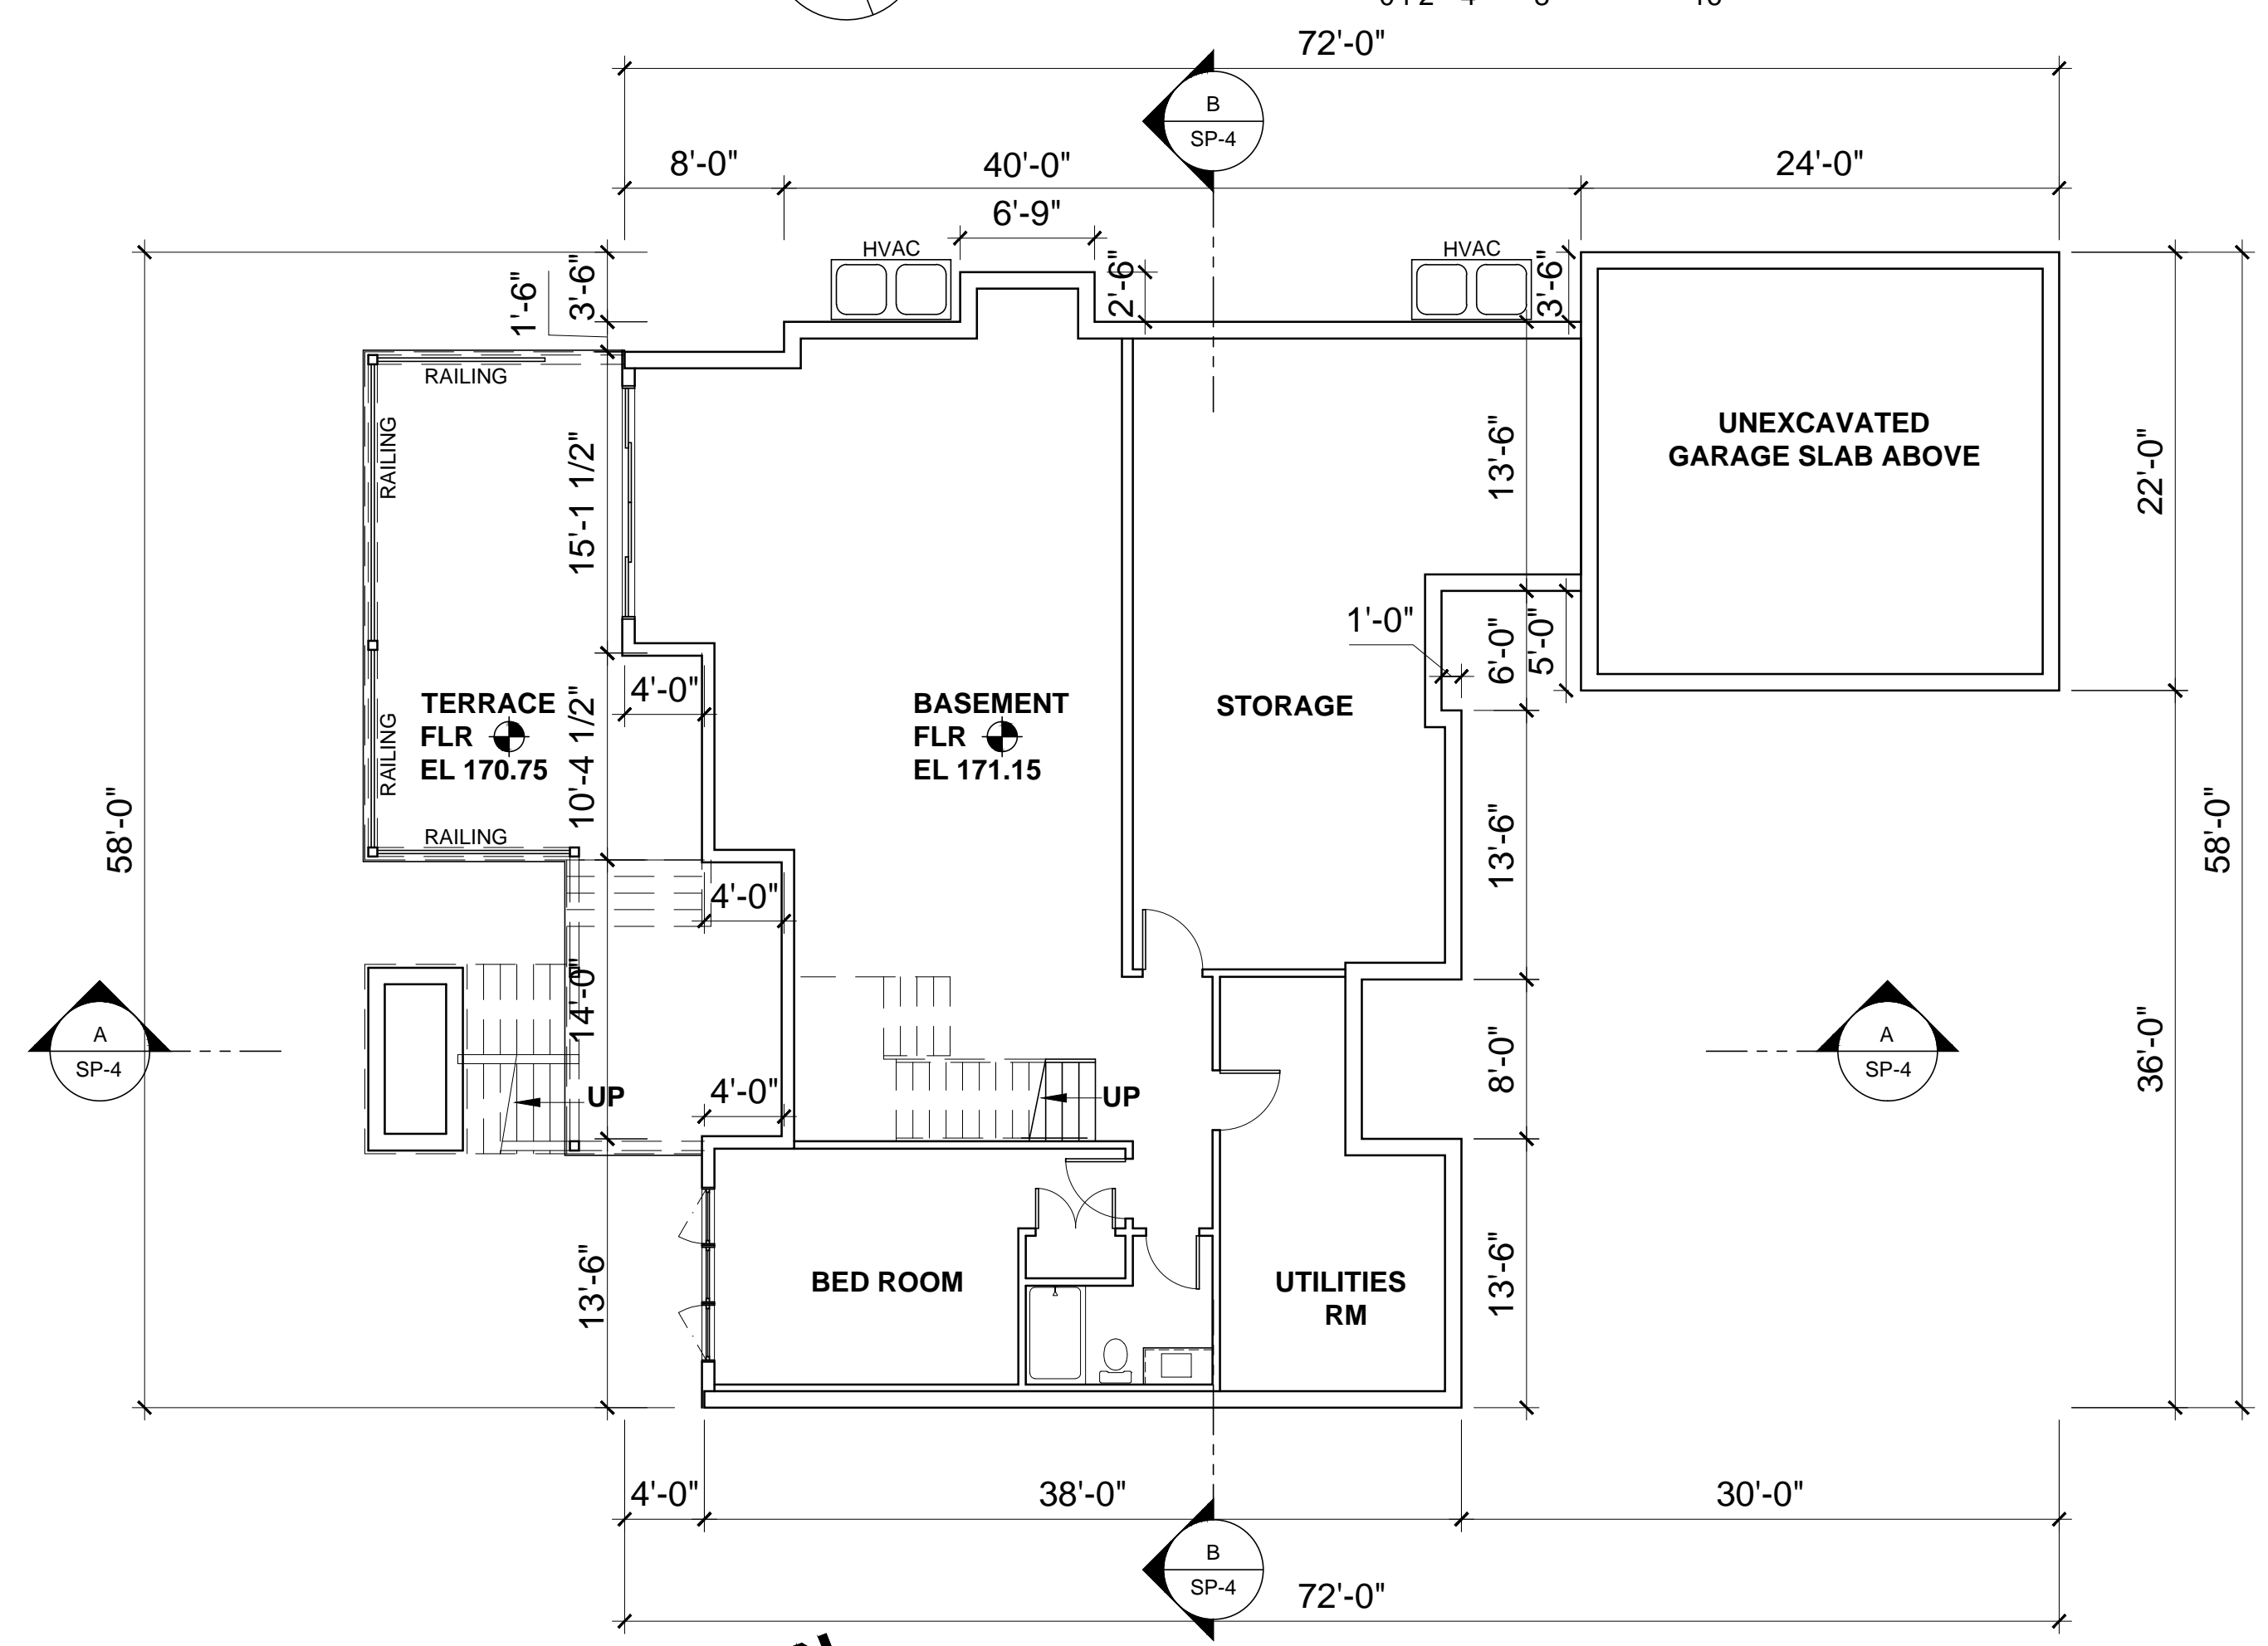 72'-0"
B
SP-4
8'-0"
40'-0"
24'-0"
6'-9"
HVAC
HVAC
1'-6"
3'-6"
2'-6"
3'-6"
RAILING
RAILING
15'-1 1/2"
13'-6"
UNEXCAVATED
GARAGE SLAB ABOVE
22'-0"
1'-0"
6'-0"
5'-0"
4'-0"
TERRACE
FLR
EL 170.75
BASEMENT
FLR
EL 171.15
STORAGE
RAILING
10'-4 1/2"
RAILING
58'-0"
13'-6"
58'-0"
4'-0"
14'-0"
A
SP-4
8'-0"
A
SP-4
36'-0"
UP
4'-0"
UP
13'-6"
BED ROOM
UTILITIES
RM
13'-6"
4'-0"
38'-0"
30'-0"
B
SP-4
72'-0"